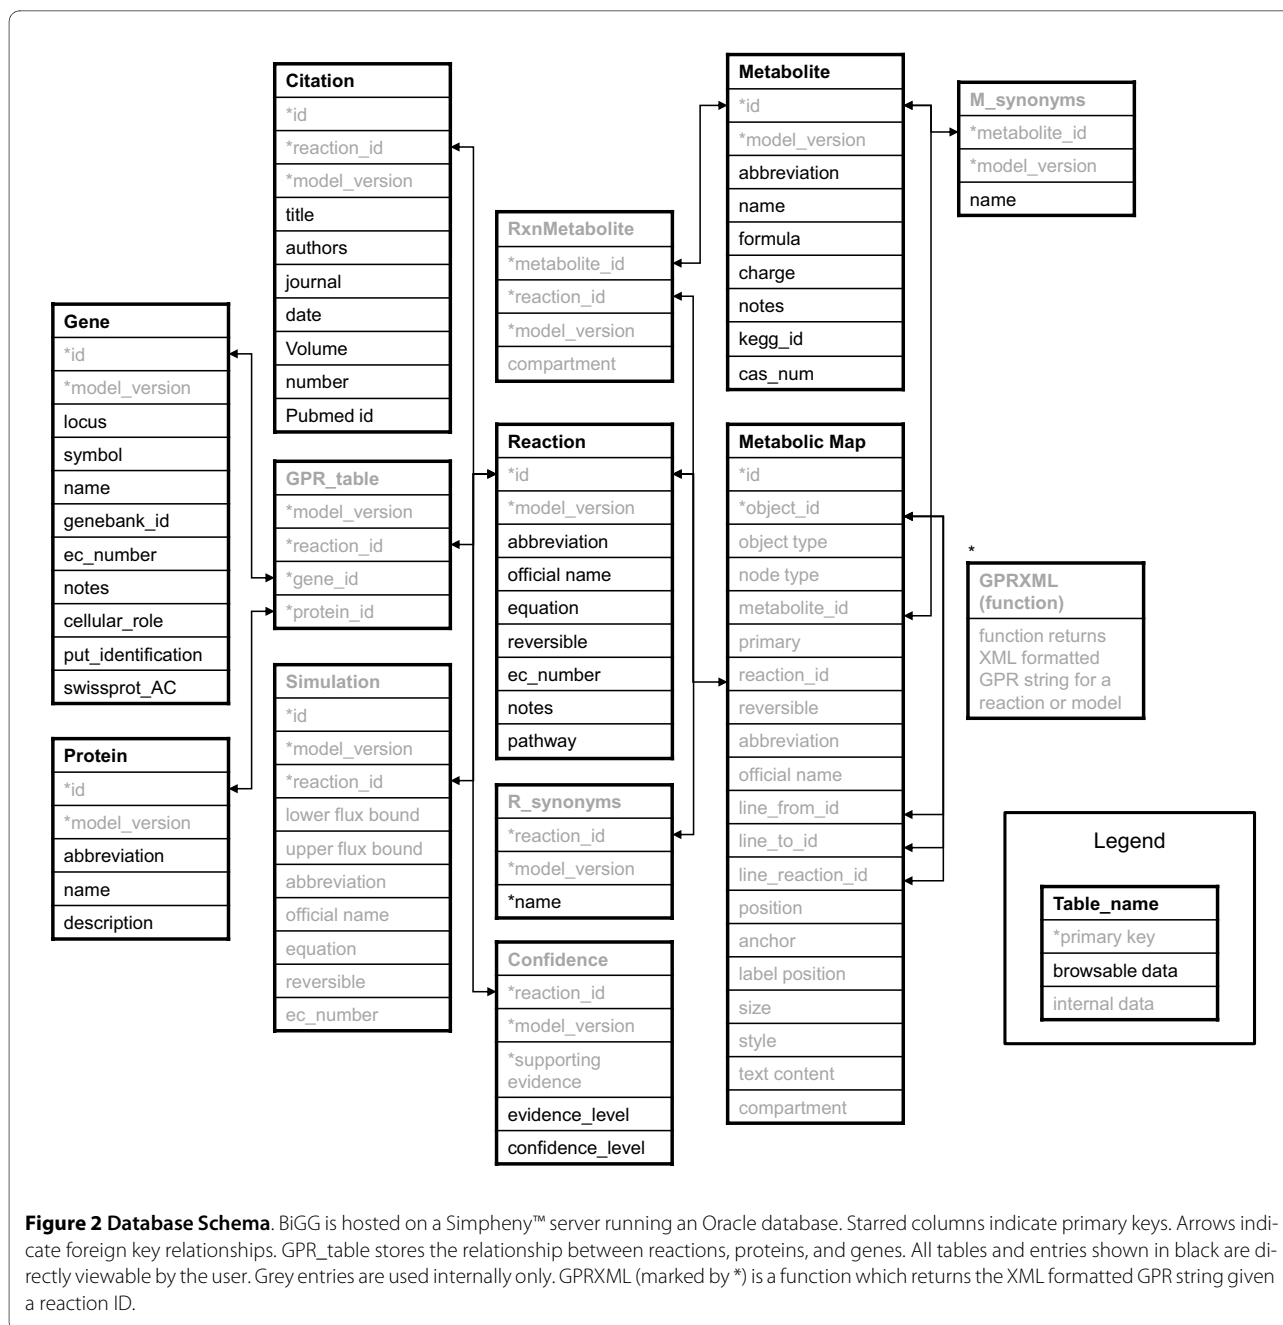 Citation
*id
*reaction_id
*model_version
title
authors
journal
date
Volume
number
Pubmed id
Metabolite
*id
*model_version
abbreviation
name
formula
charge
notes
kegg_id
cas_num
M_synonyms
*metabolite_id
*model_version
name
RxnMetabolite
*metabolite_id
*reaction_id
*model_version
compartment
Gene
*id
*model_version
locus
symbol
name
genebank_id
ec_number
notes
cellular_role
put_identification
swissprot_AC
GPR_table
*model_version
*reaction_id
*gene_id
*protein_id
Reaction
*id
*model_version
abbreviation
official name
equation
reversible
ec_number
notes
pathway
Metabolic Map
*id
*object_id
object type
node type
metabolite_id
primary
reaction_id
reversible
abbreviation
official name
line_from_id
line_to_id
line_reaction_id
position
anchor
label position
size
style
text content
compartment
*
GPRXML
(function)
function returns
XML formatted
GPR string for a
reaction or model
Simulation
*id
*model_version
*reaction_id
lower flux bound
upper flux bound
abbreviation
official name
equation
reversible
ec_number
Protein
*id
*model_version
abbreviation
name
description
R_synonyms
*reaction_id
*model_version
*name
Confidence
*reaction_id
*model_version
*supporting
evidence
evidence_level
confidence_level
Legend
Table_name
*primary key
browsable data
internal data
Figure 2 Database Schema. BiGG is hosted on a Simpheny™ server running an Oracle database. Starred columns indicate primary keys. Arrows indi-
cate foreign key relationships. GPR_table stores the relationship between reactions, proteins, and genes. All tables and entries shown in black are di-
rectly viewable by the user. Grey entries are used internally only. GPRXML (marked by *) is a function which returns the XML formatted GPR string given
a reaction ID.